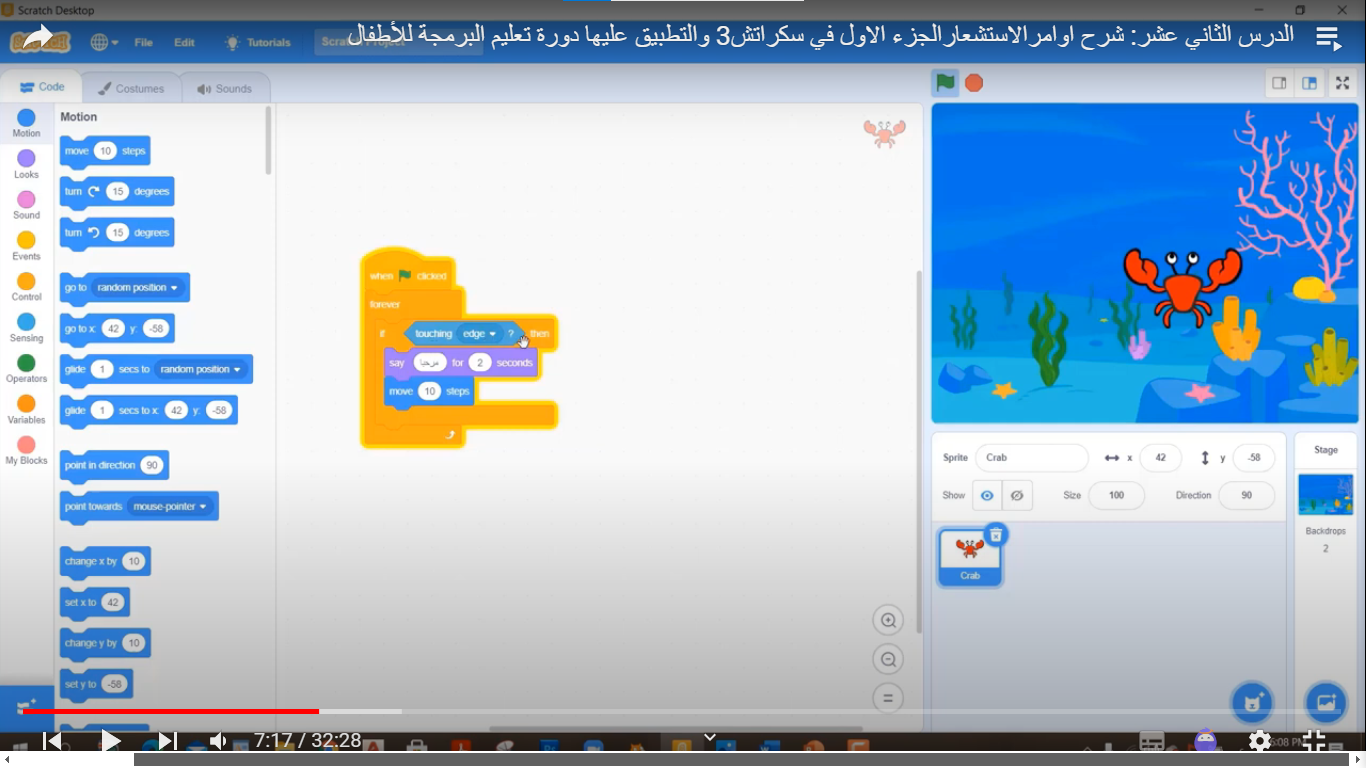 Scratch Desktop
الدرس الثاني عشر: شرح اوامرالاستشعارالجزء الاول في سكراتش3 والتطبيق عليها دورة تعليم البرمجة للأطفال
File Edit Tutorials
Code Costumes Sounds
Motion
Looks
Sound
Events
Control
Sensing
Operators
Variables
My Blocks
Motion
move 10 steps
turn 15 degrees
turn 15 degrees
go to random position
go to x: 42 y: -58
glide 1 secs to random position
glide 1 secs to x: 42 y: -58
point in direction 90
point towards mouse-pointer
change x by 10
set x to 42
change y by 10
set y to -58
when clicked
forever
if touching edge ? then
say مرحبا for 2 seconds
move 10 steps
Sprite Crab x 42 y -58
Show Size 100 Direction 90
Crab
Stage
Backdrops
2
7:17 / 32:28